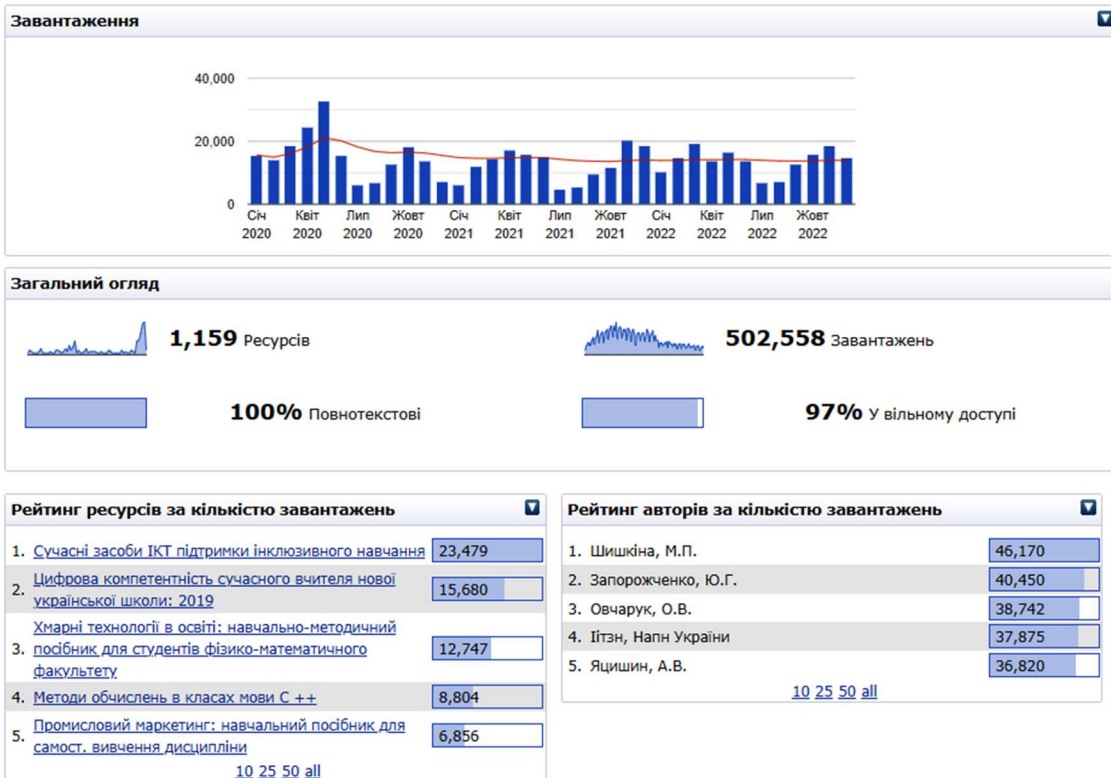 Завантаження
40,000
20,000
0
Січ Квіт Лип Жовт Січ Квіт Лип Жовт Січ Квіт Лип Жовт
2020 2020 2020 2020 2021 2021 2021 2021 2022 2022 2022 2022
Загальний огляд
1,159 Ресурсів
502,558 Завантажень
100% Повнотекстові
97% У вільному доступі
Рейтинг ресурсів за кількістю завантажень
1. Сучасні засоби ІКТ підтримки інклюзивного навчання 23,479
2. Цифрова компетентність сучасного вчителя нової
української школи: 2019 15,680
Хмарні технології в освіті: навчально-методичний
3. посібник для студентів фізико-математичного 12,747
факультету
4. Методи обчислень в класах мови С ++ 8,804
5. Промисловий маркетинг: навчальний посібник для
самост. вивчення дисципліни 6,856
10 25 50 all
Рейтинг авторів за кількістю завантажень
1. Шишкіна, М.П. 46,170
2. Запорожченко, Ю.Г. 40,450
3. Овчарук, О.В. 38,742
4. Іітзн, Напн України 37,875
5. Яцишин, А.В. 36,820
10 25 50 all